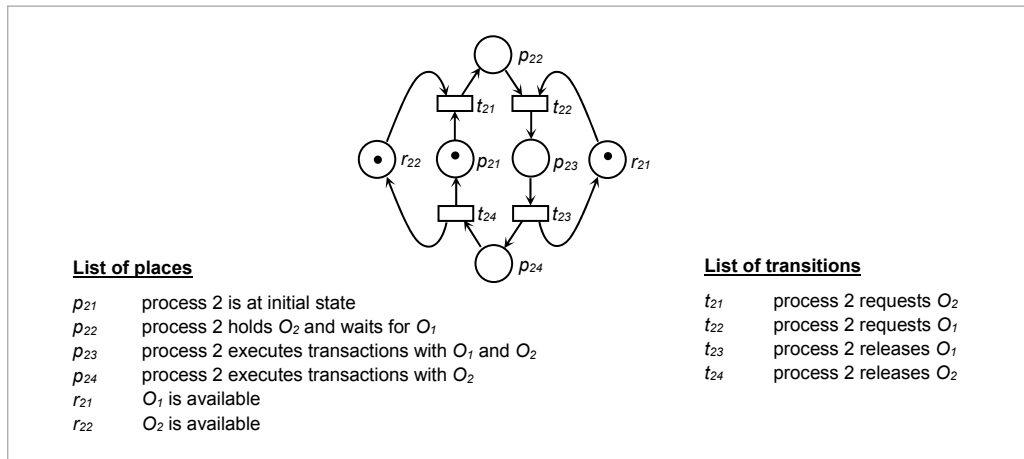 p22
t21 t22
r22 p21 p23 r21
t24 t23
p24
List of places
p21 process 2 is at initial state
p22 process 2 holds O2 and waits for O1
p23 process 2 executes transactions with O1 and O2
p24 process 2 executes transactions with O2
r21 O1 is available
r22 O2 is available
List of transitions
t21 process 2 requests O2
t22 process 2 requests O1
t23 process 2 releases O1
t24 process 2 releases O2